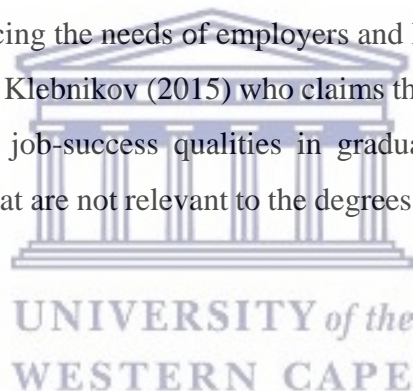 cing the needs of employers and
Klebnikov (2015) who claims th
job-success qualities in gradua
at are not relevant to the degrees
UNIVERSITY of the
WESTERN CAPE